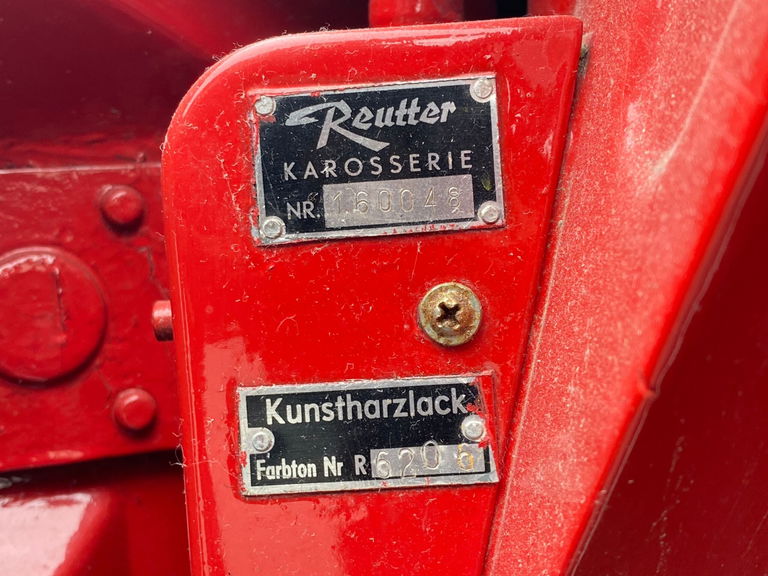 Reutter
KAROSSERIE
NR. 160048
Kunstharzlack
Farbton Nr R 6206